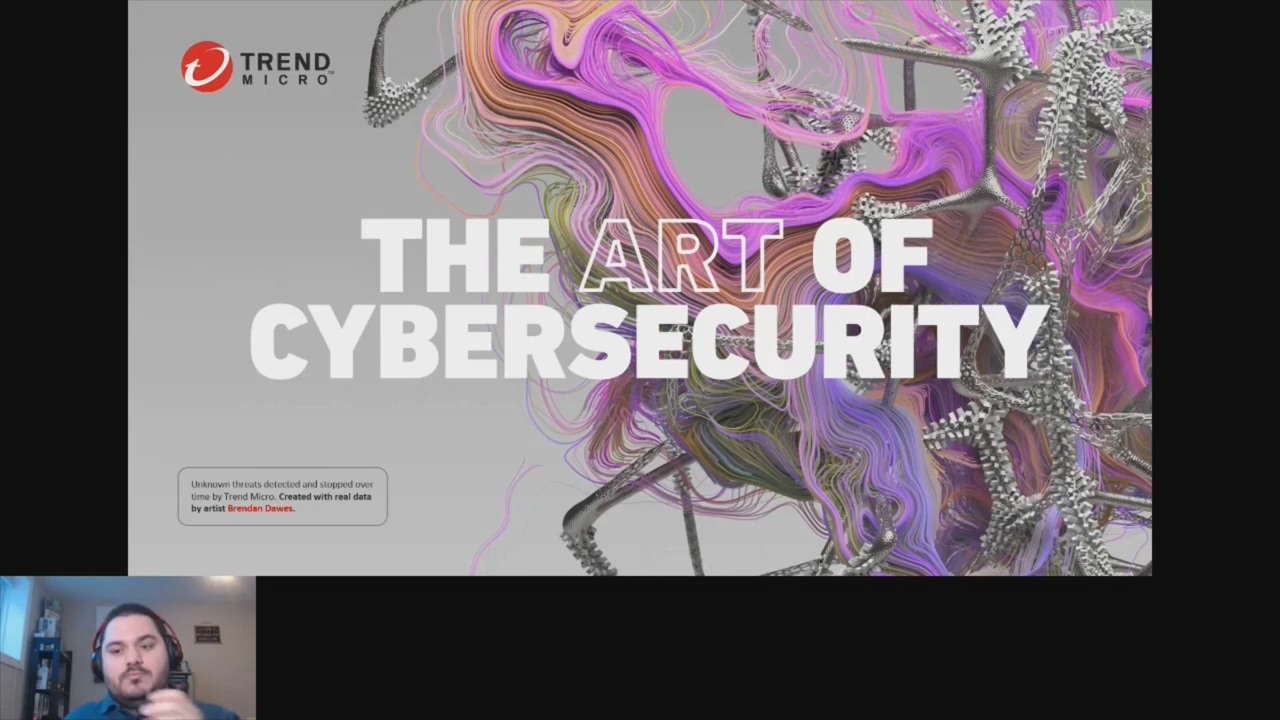 TREND
MICRO™
THE ART OF
CYBERSECURITY
Unknown threats detected and stopped over
time by Trend Micro. Created with real data
by artist Brendan Dawes.